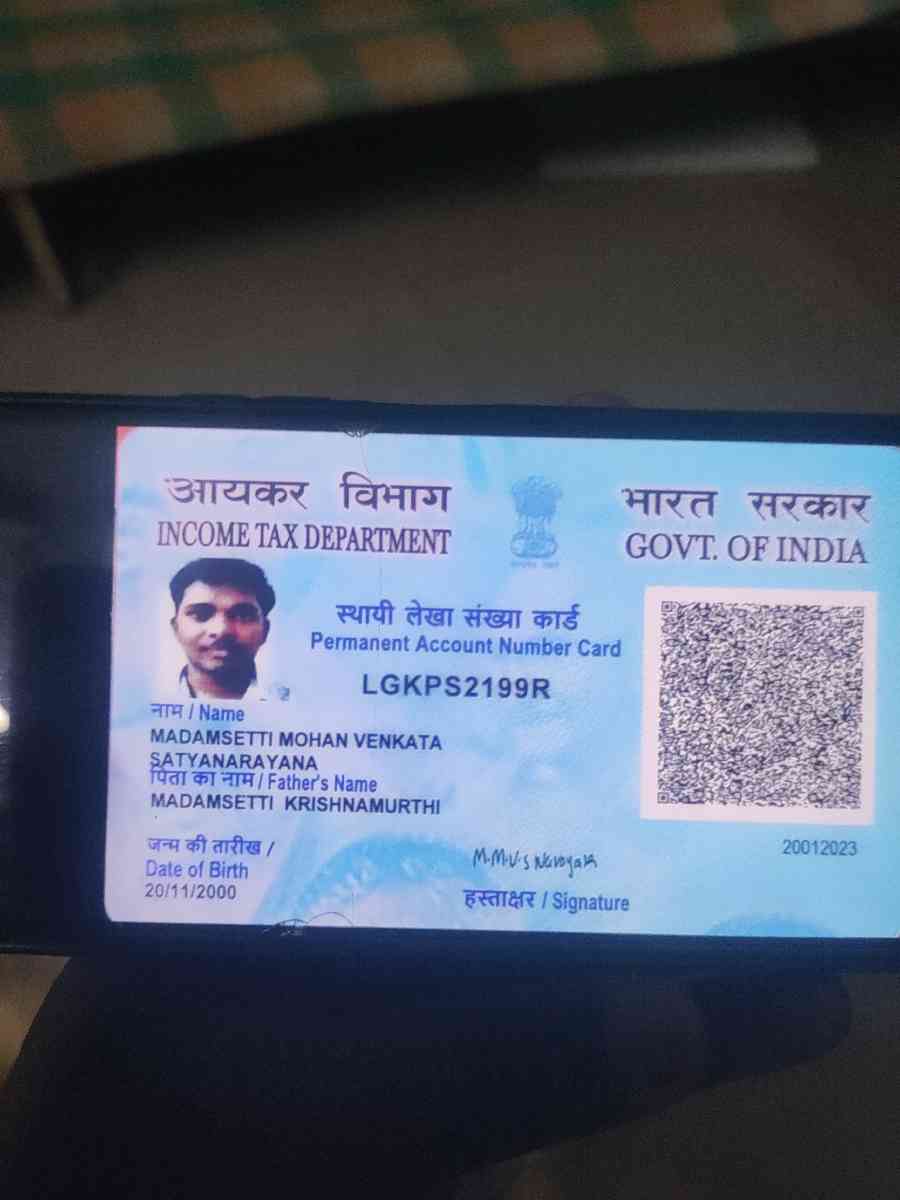 आयकर विभाग
INCOME TAX DEPARTMENT
भारत सरकार
GOVT. OF INDIA
स्थायी लेखा संख्या कार्ड
Permanent Account Number Card
LGKPS2199R
नाम / Name
MADAMSETTI MOHAN VENKATA
SATYANARAYANA
पिता का नाम / Father's Name
MADAMSETTI KRISHNAMURTHI
जन्म की तारीख /
Date of Birth
20/11/2000
M.M.V.S
हस्ताक्षर / Signature
20012023